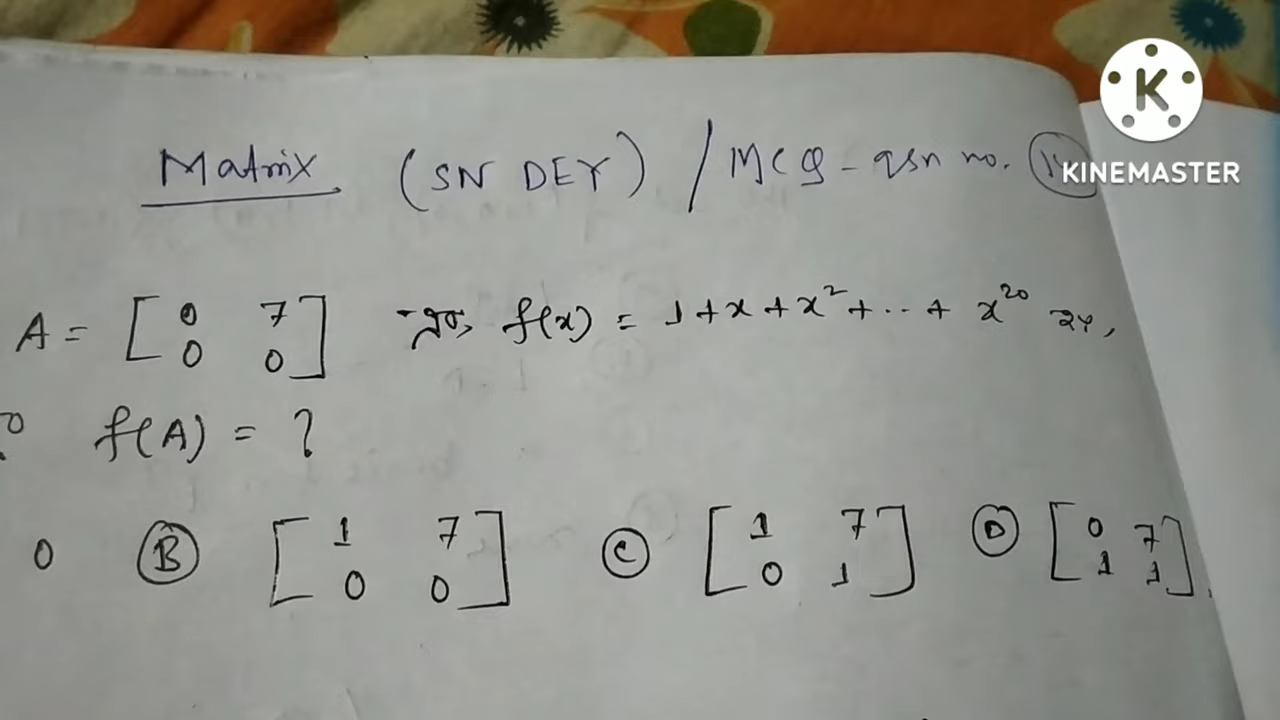 Matrix (SN DEY) / MCQ - qsn no.
KINEMASTER
A = [0 7 এবং, f(x) = 1+x+x²+...+ x²⁰ হয়,
0 0]
f(A) = ?
0 Ⓑ [1 7 Ⓒ [1 7 Ⓓ [0 7
0 0] 0 1] 1 1].